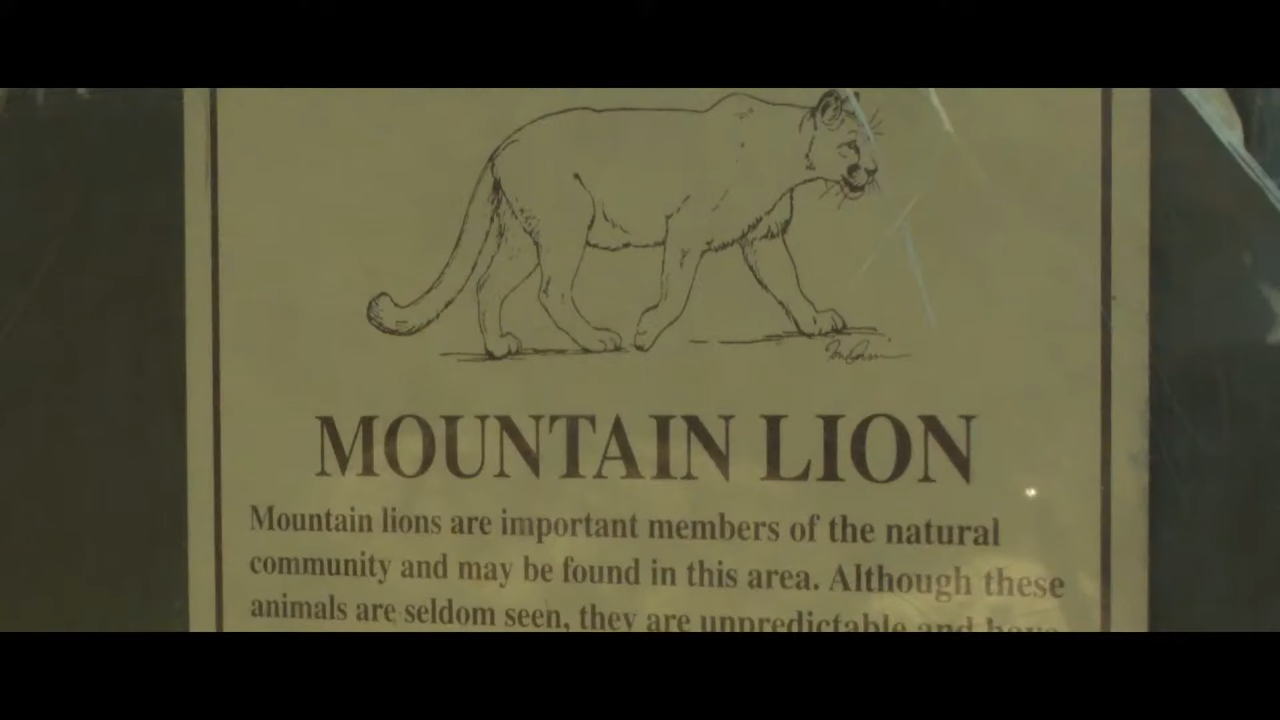 MOUNTAIN LION
Mountain lions are important members of the natural
community and may be found in this area. Although these
animals are seldom seen, they are unpredictable and have